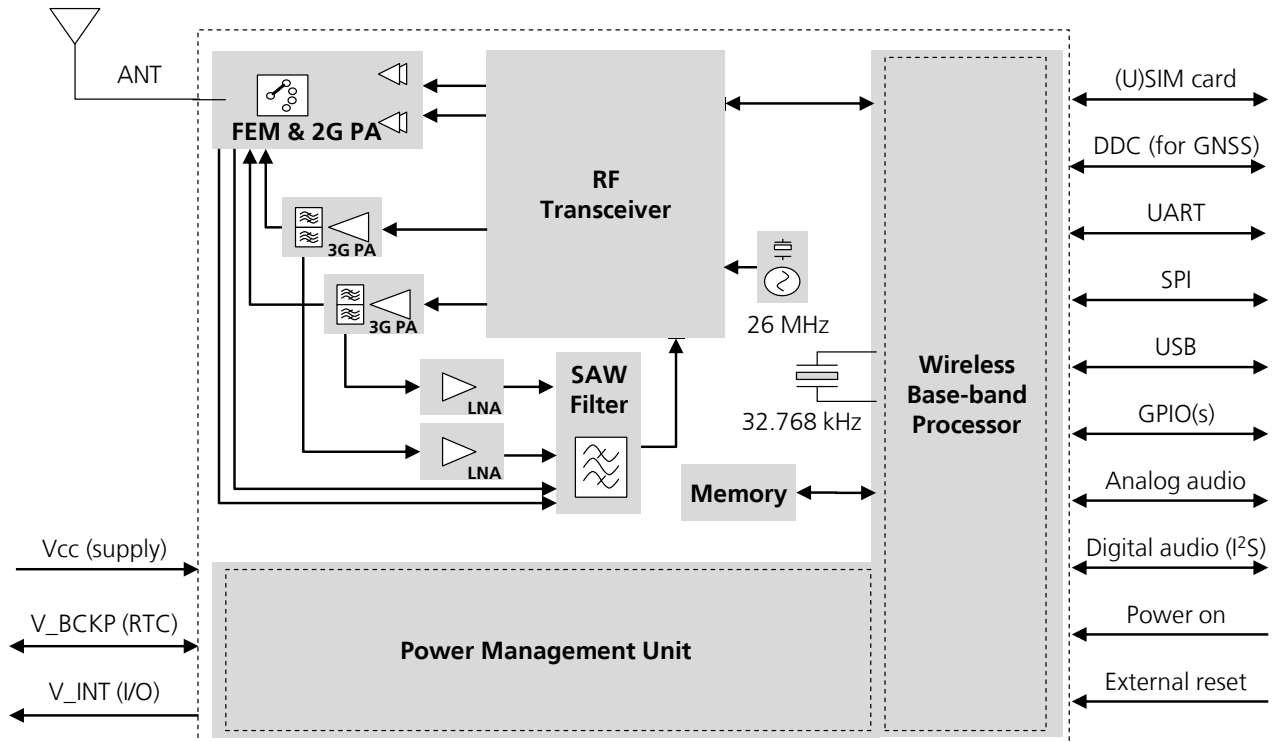 ANT
FEM & 2G PA
RF
Transceiver
3G PA
3G PA
26 MHz
SAW
Filter
LNA
LNA
32.768 kHz
Memory
Wireless
Base-band
Processor
Power Management Unit
Vcc (supply)
V_BCKP (RTC)
V_INT (I/O)
(U)SIM card
DDC (for GNSS)
UART
SPI
USB
GPIO(s)
Analog audio
Digital audio (I²S)
Power on
External reset